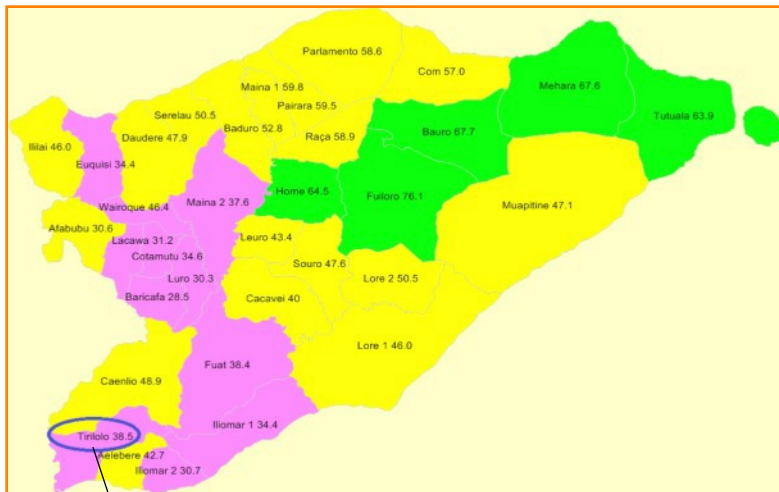 Parlamento 58.6
Com 57.0
Maina 1 59.8
Mehara 67.6
Pairara 59.5
Tutuala 63.9
Serelau 50.5
Baduro 52.8
Raça 58.9
Bauro 67.7
Daudere 47.9
Ililai 46.0
Euquisi 34.4
Home 64.5
Fuiloro 76.1
Maina 2 37.6
Muapitine 47.1
Wairoque 46.4
Afabubu 30.6
Lacawa 31.2
Leuro 43.4
Cotamutu 34.6
Souro 47.6
Luro 30.3
Lore 2 50.5
Baricafa 28.5
Cacavei 40
Lore 1 46.0
Fuat 38.4
Caenlio 48.9
Iliomar 1 34.4
Tirilolo 38.5
Aelebere 42.7
Iliomar 2 30.7